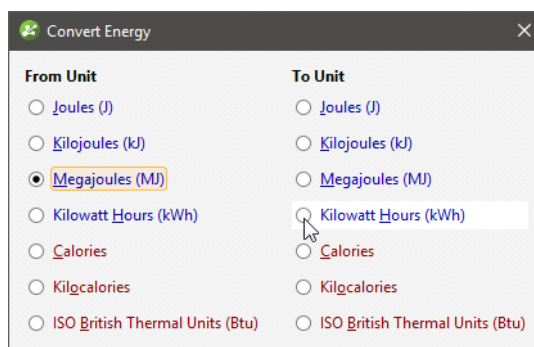 Convert Energy
From Unit
Joules (J)
Kilojoules (kJ)
Megajoules (MJ)
Kilowatt Hours (kWh)
Calories
Kilocalories
ISO British Thermal Units (Btu)
To Unit
Joules (J)
Kilojoules (kJ)
Megajoules (MJ)
Kilowatt Hours (kWh)
Calories
Kilocalories
ISO British Thermal Units (Btu)